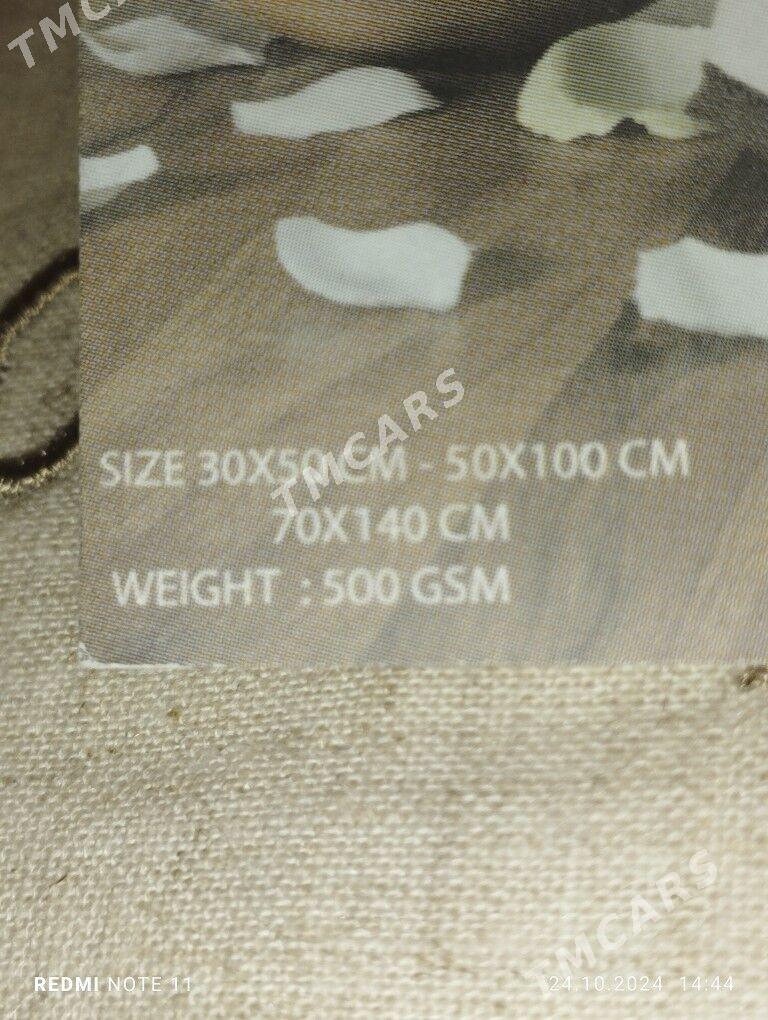 TMCARS
TMCARS
SIZE 30X50 CM - 50X100 CM
70X140 CM
WEIGHT : 500 GSM
TMCARS
REDMI NOTE 11
24.10.2024 14:44